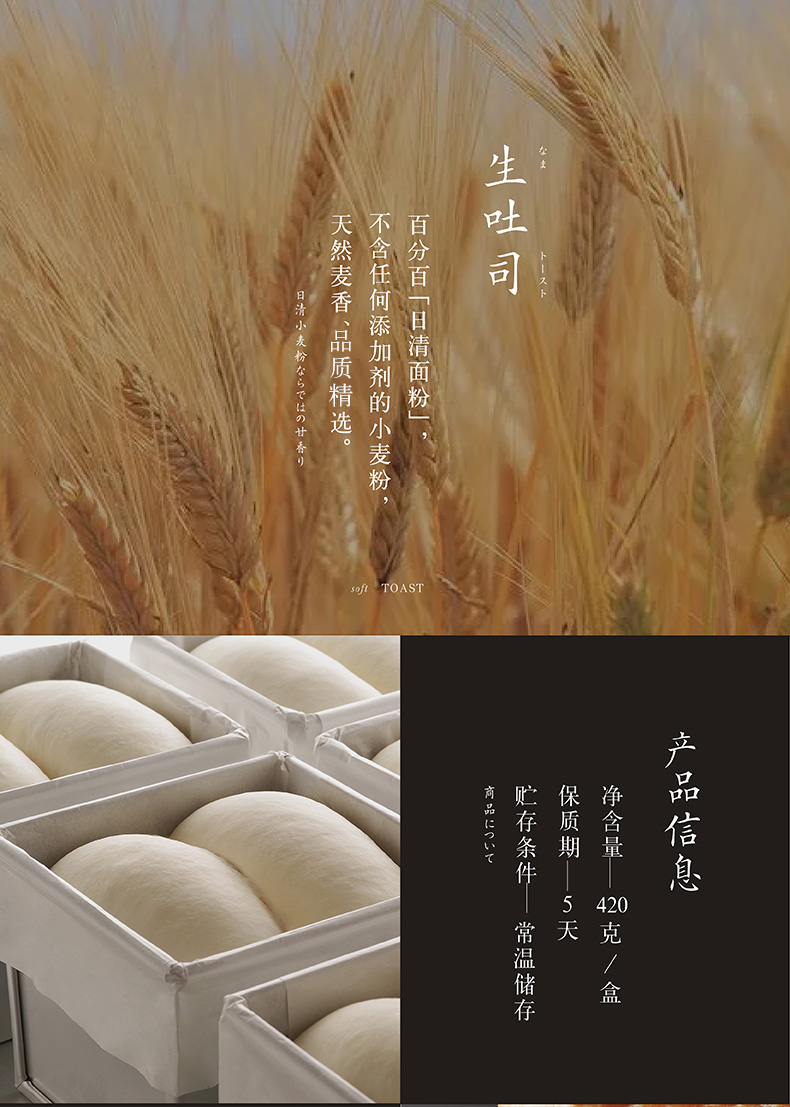 生吐司
なま トースト
百分百「日清面粉」，
不含任何添加剂的小麦粉，
天然麦香、品质精选。
日清小麦粉ならではの甘香り
soft TOAST
产品信息
净含量—420克/盒
保质期—5天
贮存条件—常温储存
商品について